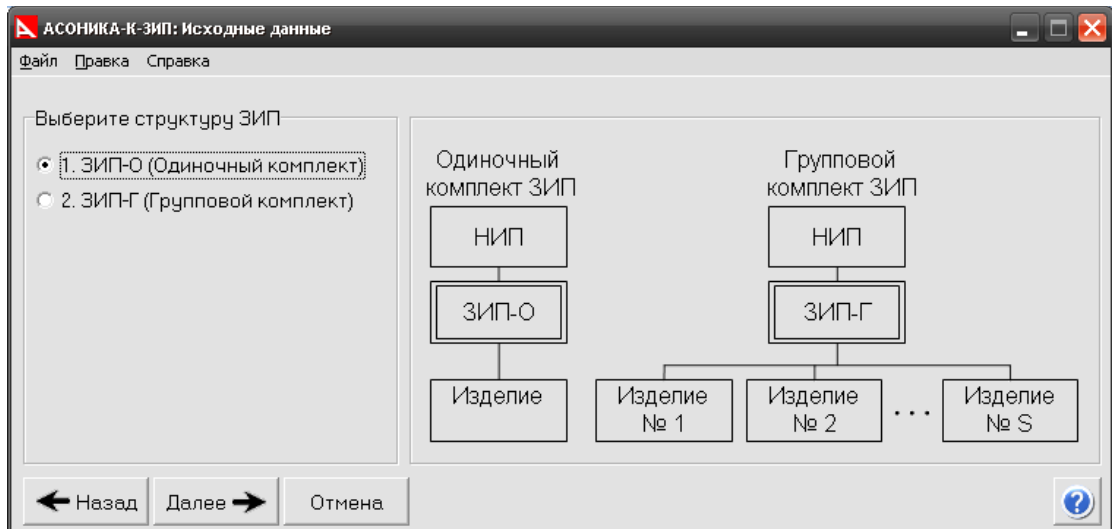 АСОНИКА-К-ЗИП: Исходные данные
Файл Правка Справка
Выберите структуру ЗИП
1. ЗИП-О (Одиночный комплект)
2. ЗИП-Г (Групповой комплект)
Одиночный
комплект ЗИП
НИП
ЗИП-О
Изделие
Групповой
комплект ЗИП
НИП
ЗИП-Г
Изделие
№ 1
Изделие
№ 2
...
Изделие
№ S
Назад Далее Отмена
?